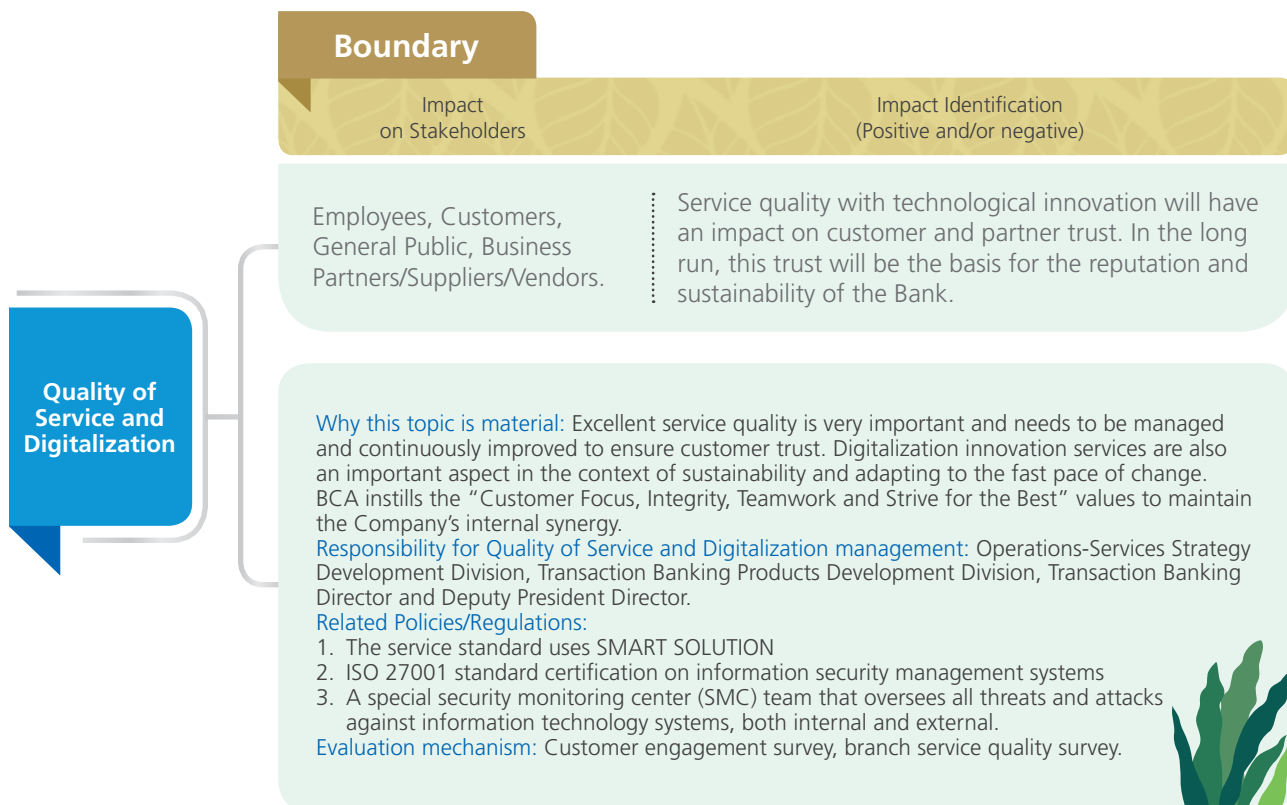 Boundary
Impact
on Stakeholders
Impact Identification
(Positive and/or negative)
Employees, Customers,
General Public, Business
Partners/Suppliers/Vendors.
Service quality with technological innovation will have
an impact on customer and partner trust. In the long
run, this trust will be the basis for the reputation and
sustainability of the Bank.
Quality of
Service and
Digitalization
Why this topic is material: Excellent service quality is very important and needs to be managed
and continuously improved to ensure customer trust. Digitalization innovation services are also
an important aspect in the context of sustainability and adapting to the fast pace of change.
BCA instills the “Customer Focus, Integrity, Teamwork and Strive for the Best” values to maintain
the Company’s internal synergy.
Responsibility for Quality of Service and Digitalization management: Operations-Services Strategy
Development Division, Transaction Banking Products Development Division, Transaction Banking
Director and Deputy President Director.
Related Policies/Regulations:
1. The service standard uses SMART SOLUTION
2. ISO 27001 standard certification on information security management systems
3. A special security monitoring center (SMC) team that oversees all threats and attacks
against information technology systems, both internal and external.
Evaluation mechanism: Customer engagement survey, branch service quality survey.